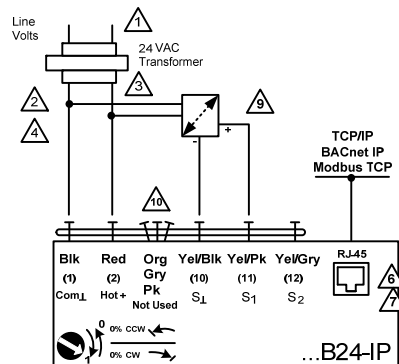 Line
Volts
1
24 VAC
Transformer
2
3
4
9
+
-
TCP/IP
BACnet IP
Modbus TCP
10
Blk Red Org Yel/Blk Yel/Pk Yel/Gry RJ-45
(1) (2) Gry (10) (11) (12)
Pk
Com⊥ Hot+ Not Used S⊥ S1 S2
6
7
0 0% CCW
1 0% CW
...B24-IP